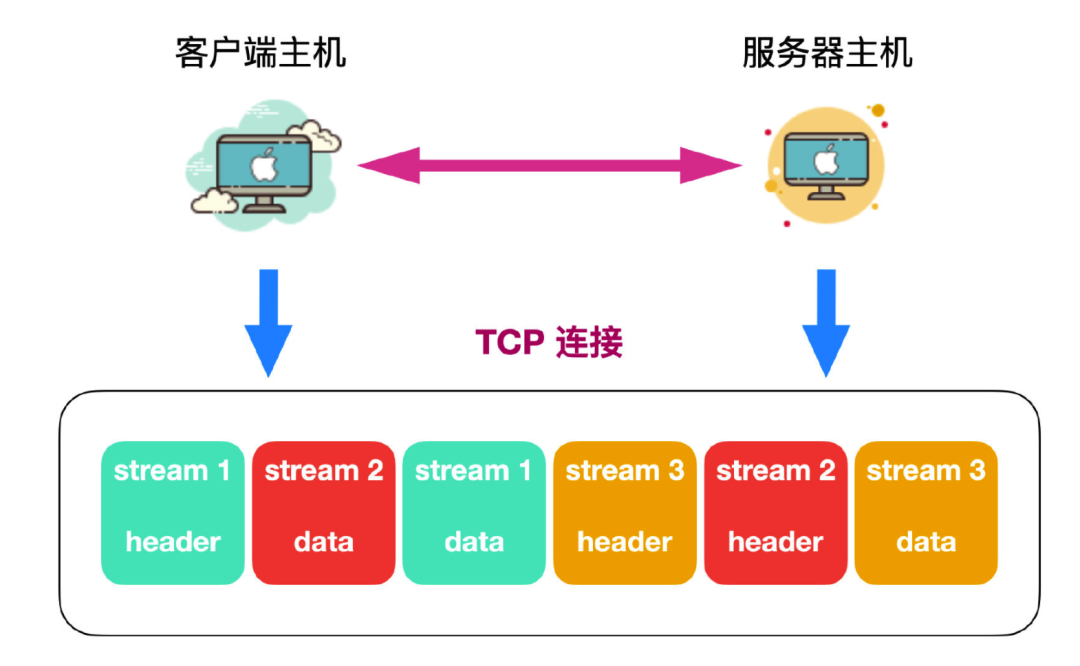 客户端主机
服务器主机
TCP 连接
stream 1
header
stream 2
data
stream 1
data
stream 3
header
stream 2
header
stream 3
data